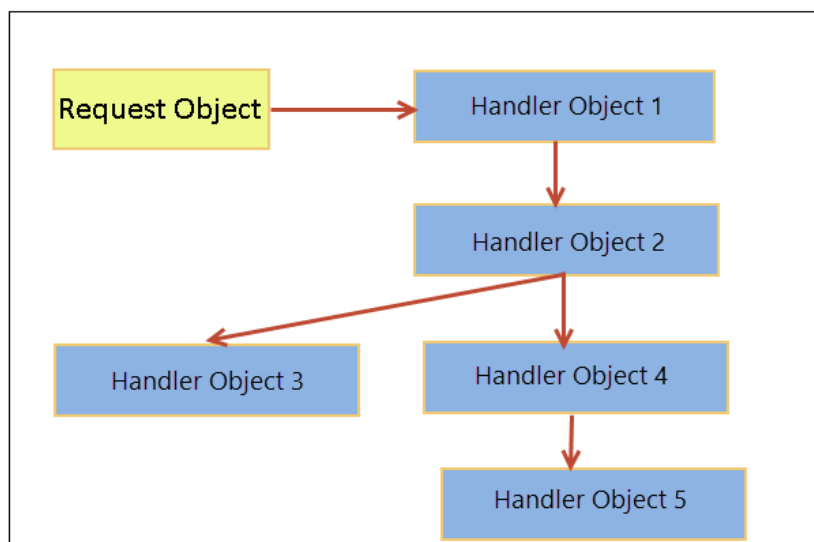 Request Object
Handler Object 1
Handler Object 2
Handler Object 3
Handler Object 4
Handler Object 5